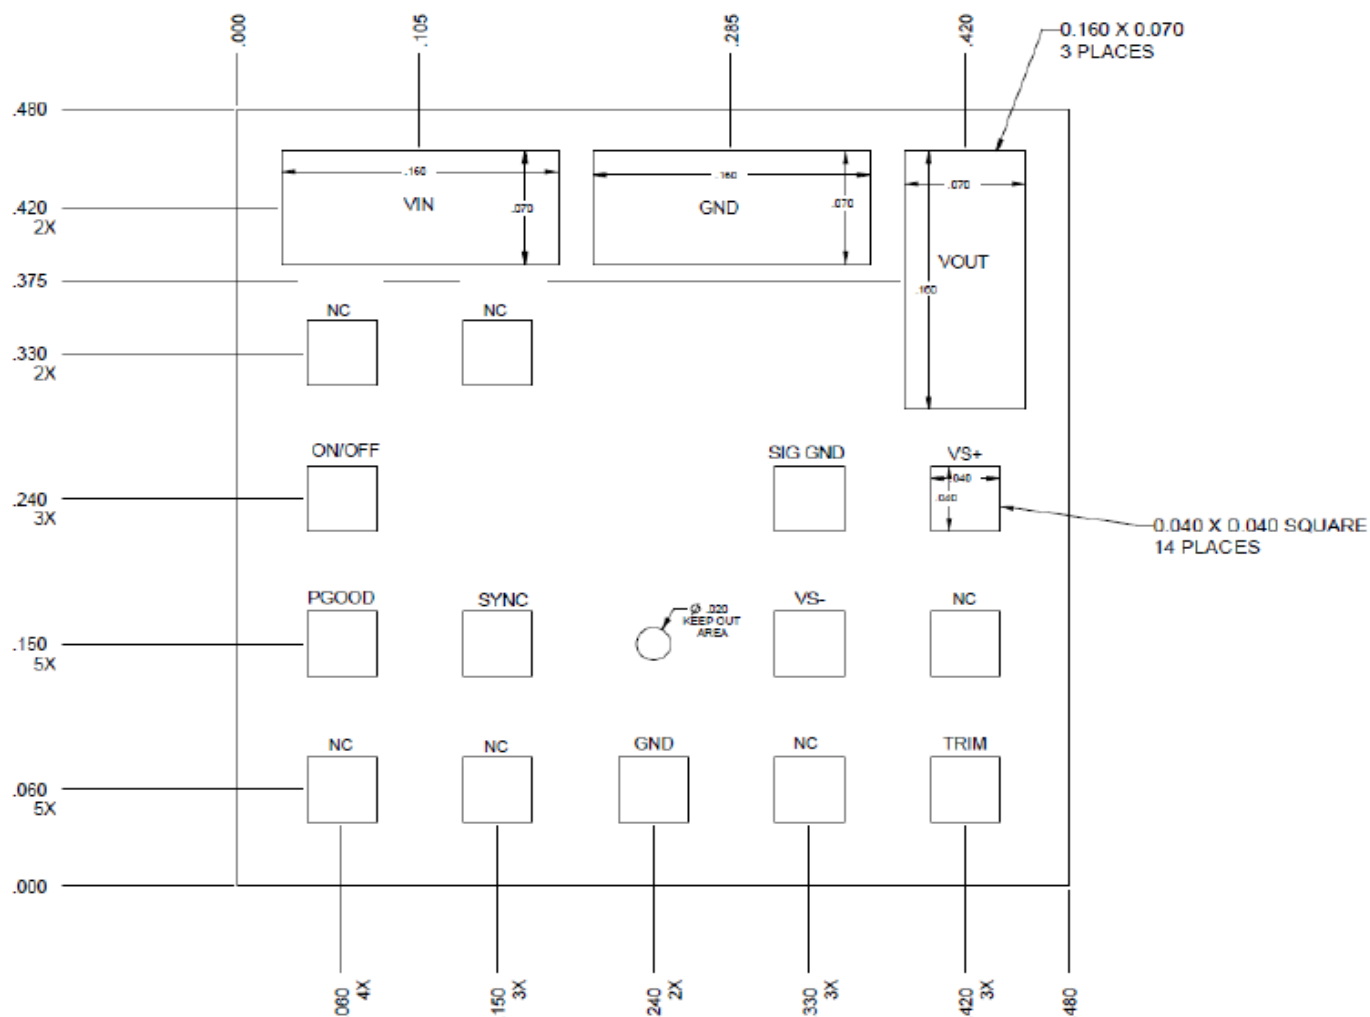 .000
.105
.285
.420
0.160 X 0.070
3 PLACES
.480
.160
.160
.070
.420
2X
VIN
.070
GND
.070
VOUT
.375
.160
NC
NC
.330
2X
ON/OFF
SIG GND
VS+
.040
.040
.240
3X
0.040 X 0.040 SQUARE
14 PLACES
PGOOD
SYNC
Ø .020
KEEP OUT
AREA
VS-
NC
.150
5X
NC
NC
GND
NC
TRIM
.060
5X
.000
060 4X
150 3X
240 2X
330 3X
420 3X
480